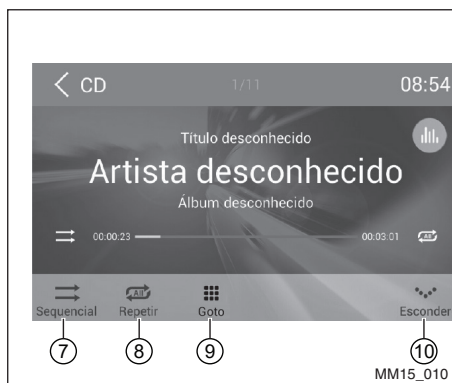 CD 1/11 08:54
Título desconhecido
Artista desconhecido
Álbum desconhecido
00:00:23 00:03:01 All
All
Sequencial Repetir Goto Esconder
7 8 9 10
MM15_010